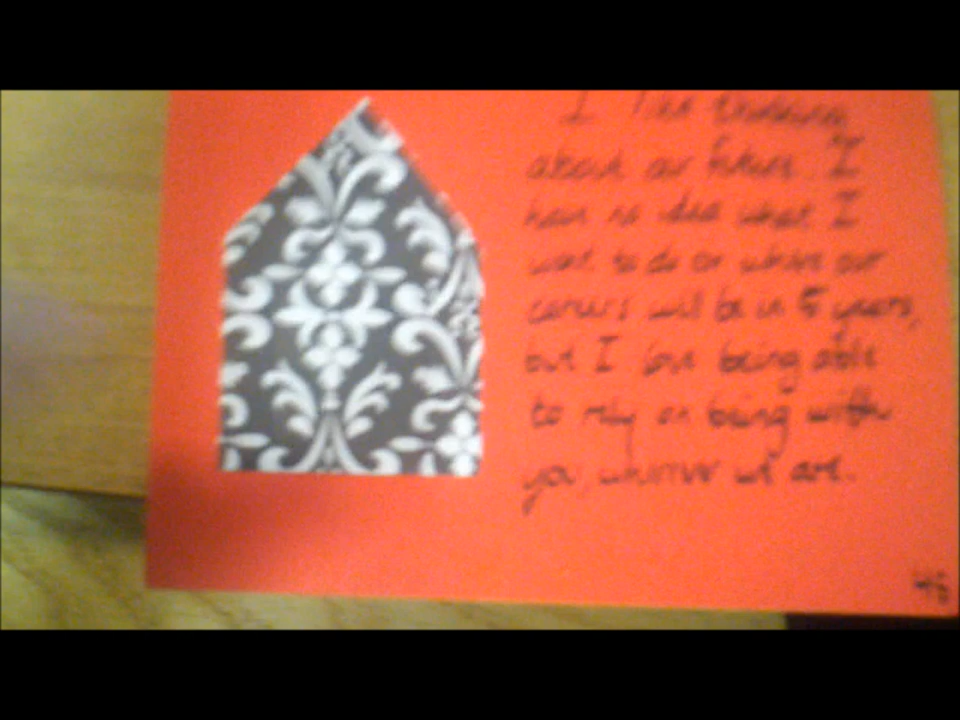 I like thinking
about our future. I
have no idea what I
want to do or where our
careers will be in 5 years,
but I love being able
to rely on being with
you, wherever we are.